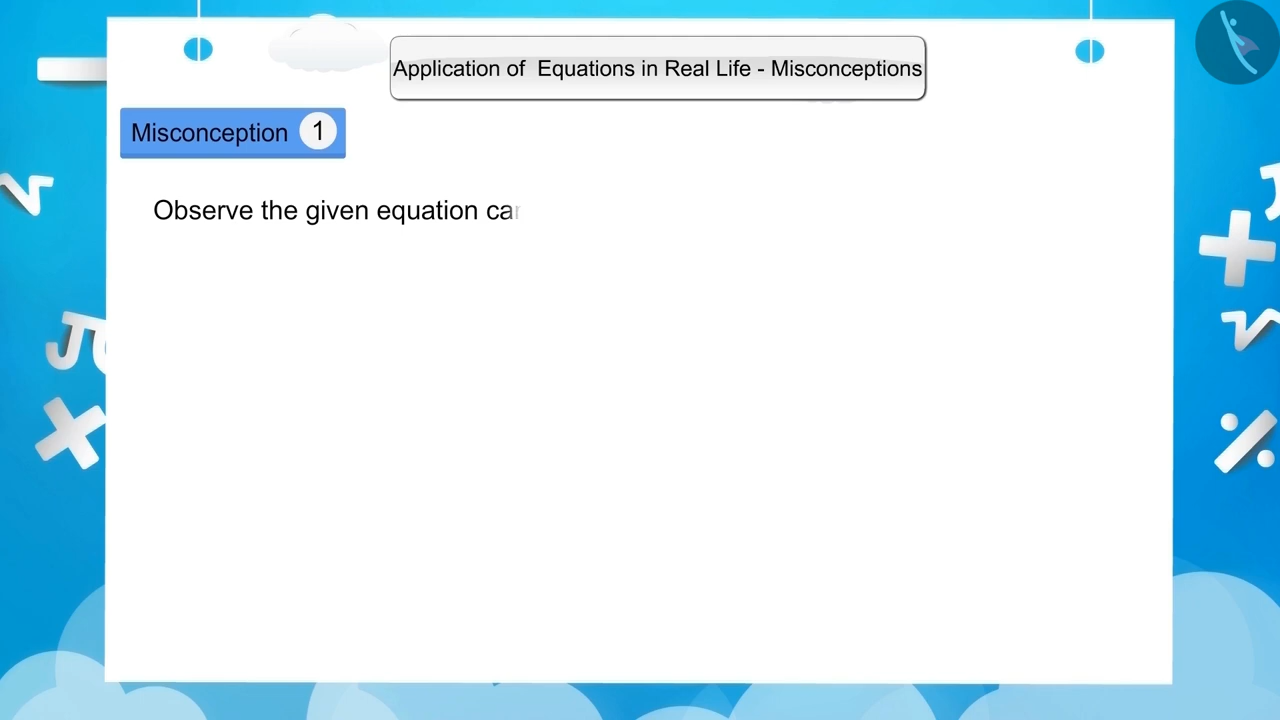 Application of Equations in Real Life - Misconceptions
Misconception 1
Observe the given equation